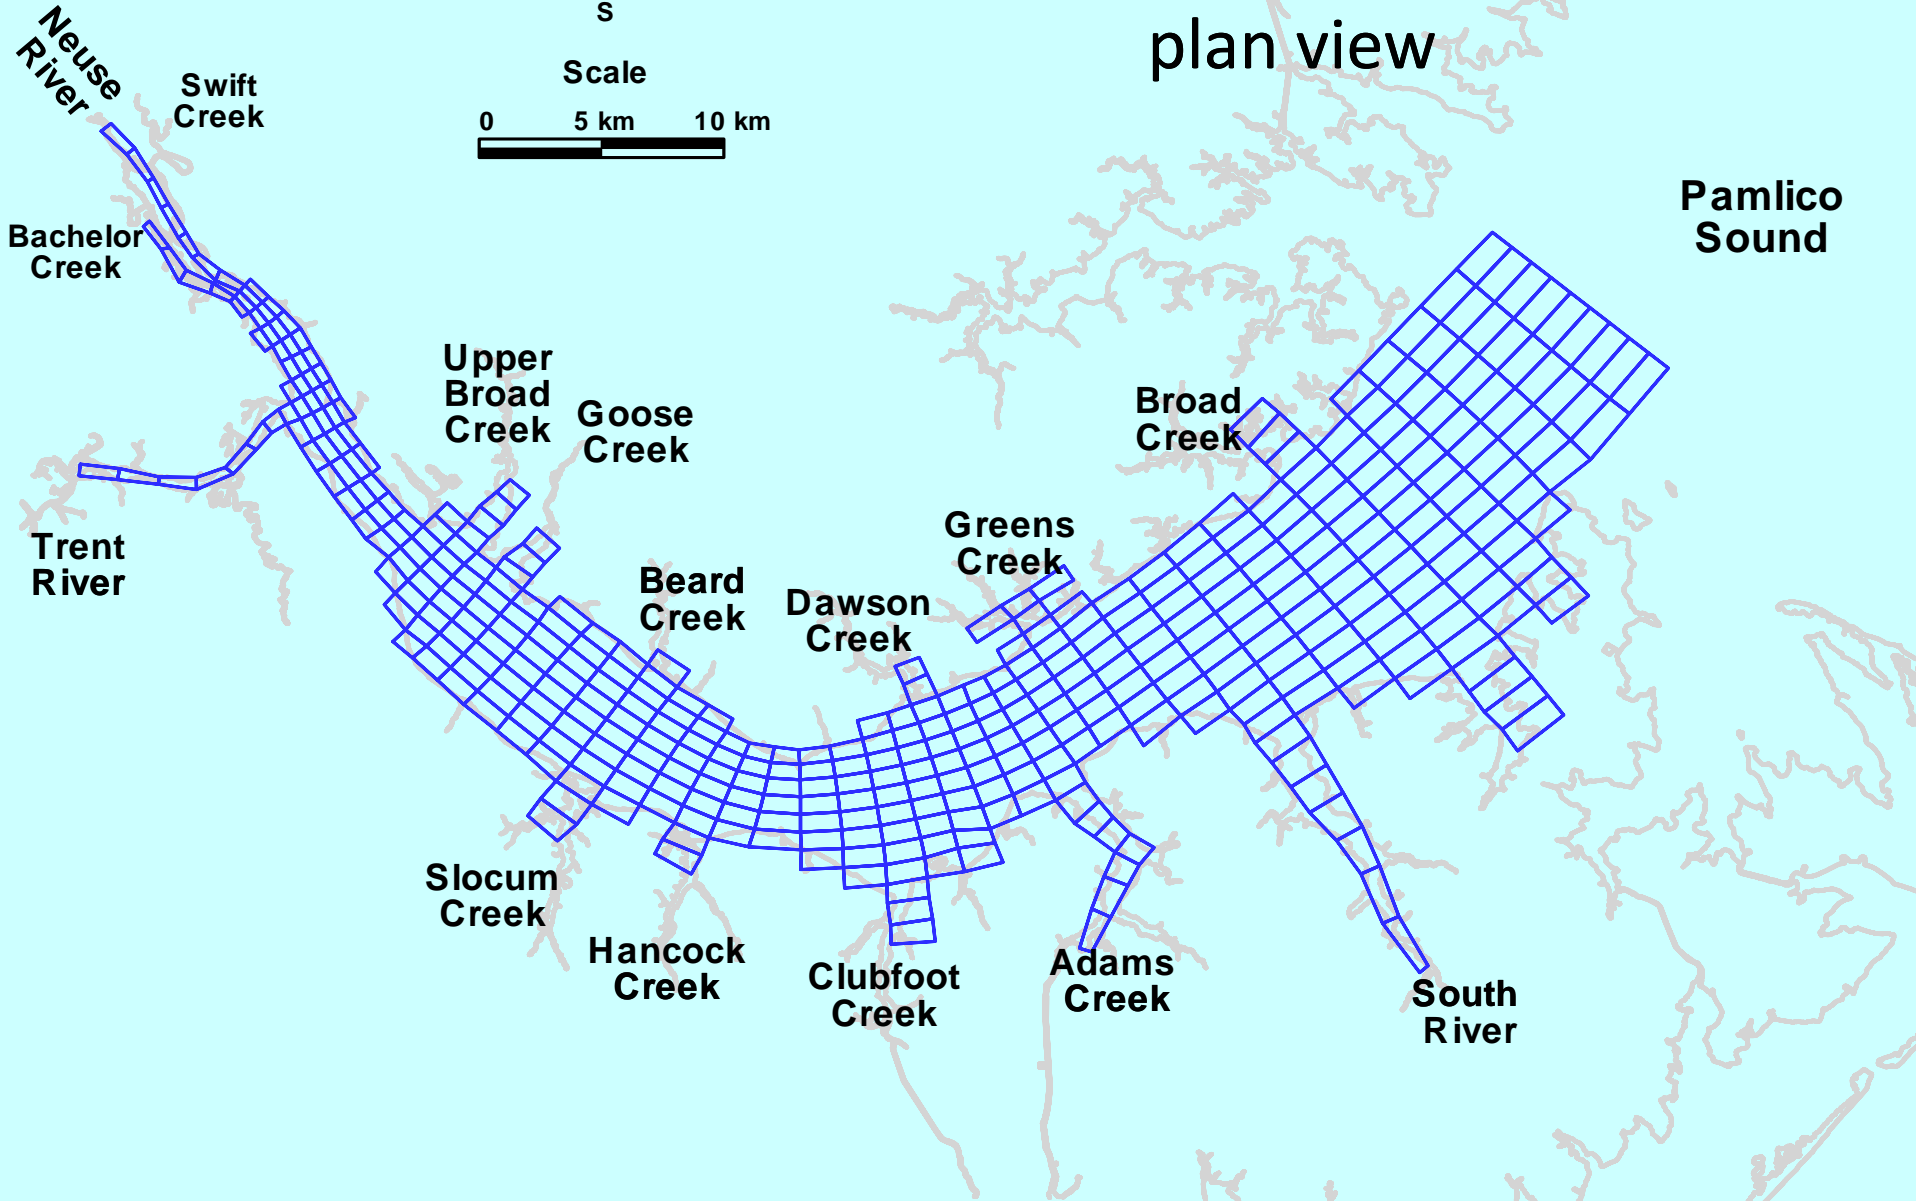 S
plan view
Neuse
River
Swift
Creek
Scale
0 5 km 10 km
Pamlico
Sound
Bachelor
Creek
Upper
Broad
Creek
Goose
Creek
Broad
Creek
Trent
River
Beard
Creek
Dawson
Creek
Greens
Creek
Slocum
Creek
Hancock
Creek
Clubfoot
Creek
Adams
Creek
South
River